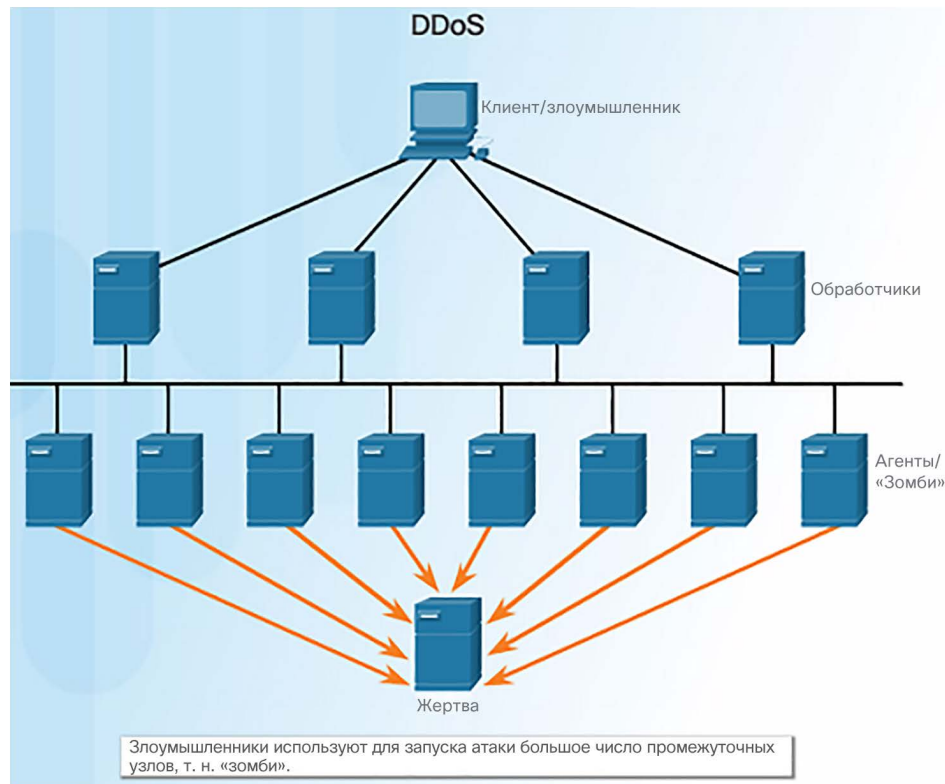 DDoS
Клиент/злоумышленник
Обработчики
Агенты/
«Зомби»
Жертва
Злоумышленники используют для запуска атаки большое число промежуточных
узлов, т. н. «зомби».